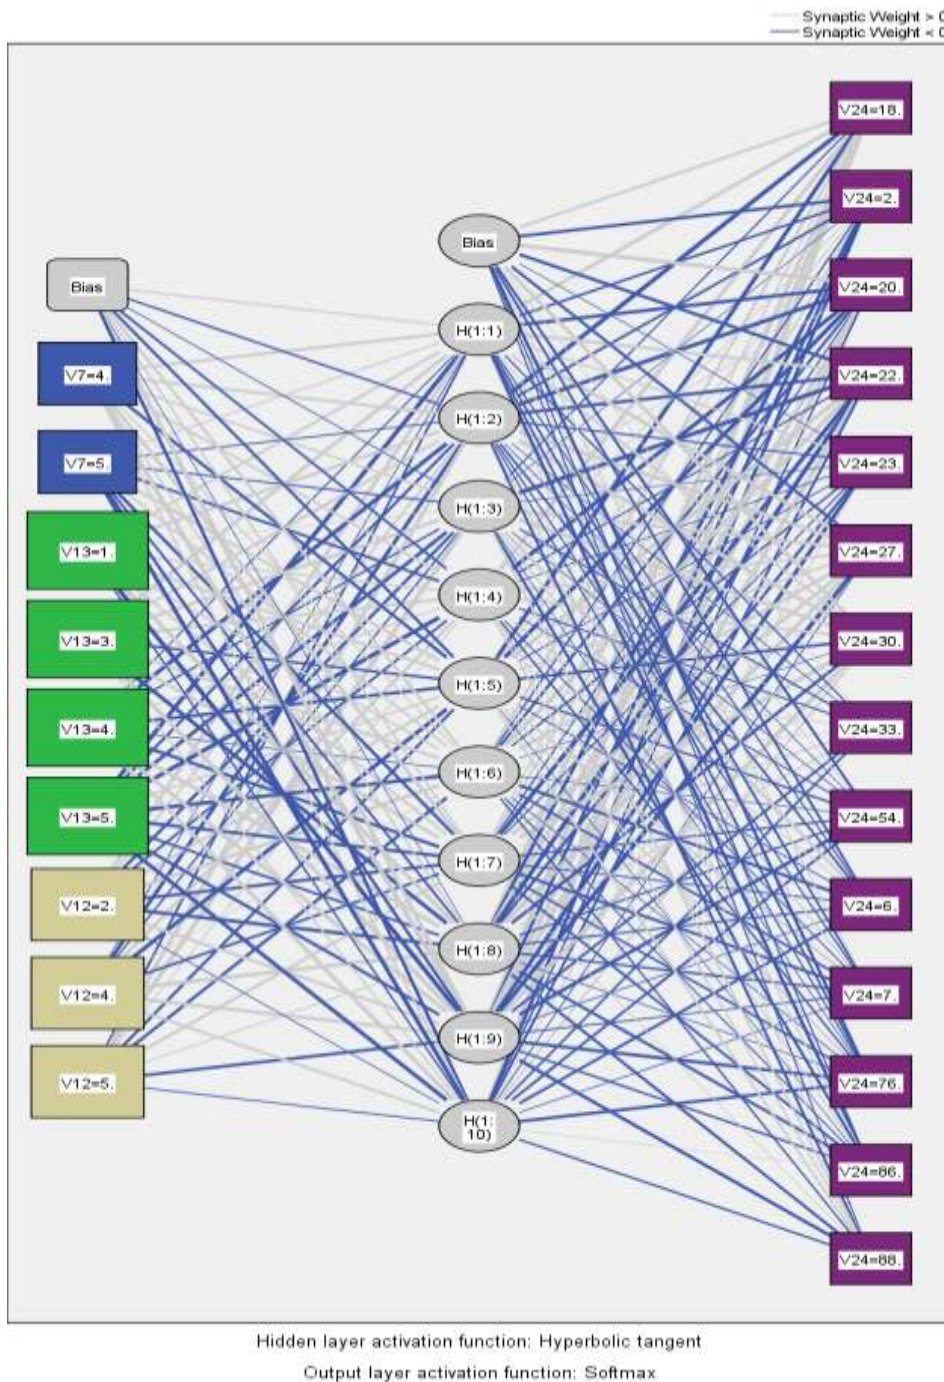 Synaptic Weight > 0
Synaptic Weight < 0
Bias
V7=4.
V7=5.
V13=1.
V13=3.
V13=4.
V13=5.
V12=2.
V12=4.
V12=5.
Bias
H(1:1)
H(1:2)
H(1:3)
H(1:4)
H(1:5)
H(1:6)
H(1:7)
H(1:8)
H(1:9)
H(1:
10)
V24=18.
V24=2.
V24=20.
V24=22.
V24=23.
V24=27.
V24=30.
V24=33.
V24=54.
V24=6.
V24=7.
V24=76.
V24=86.
V24=88.
Hidden layer activation function: Hyperbolic tangent
Output layer activation function: Softmax